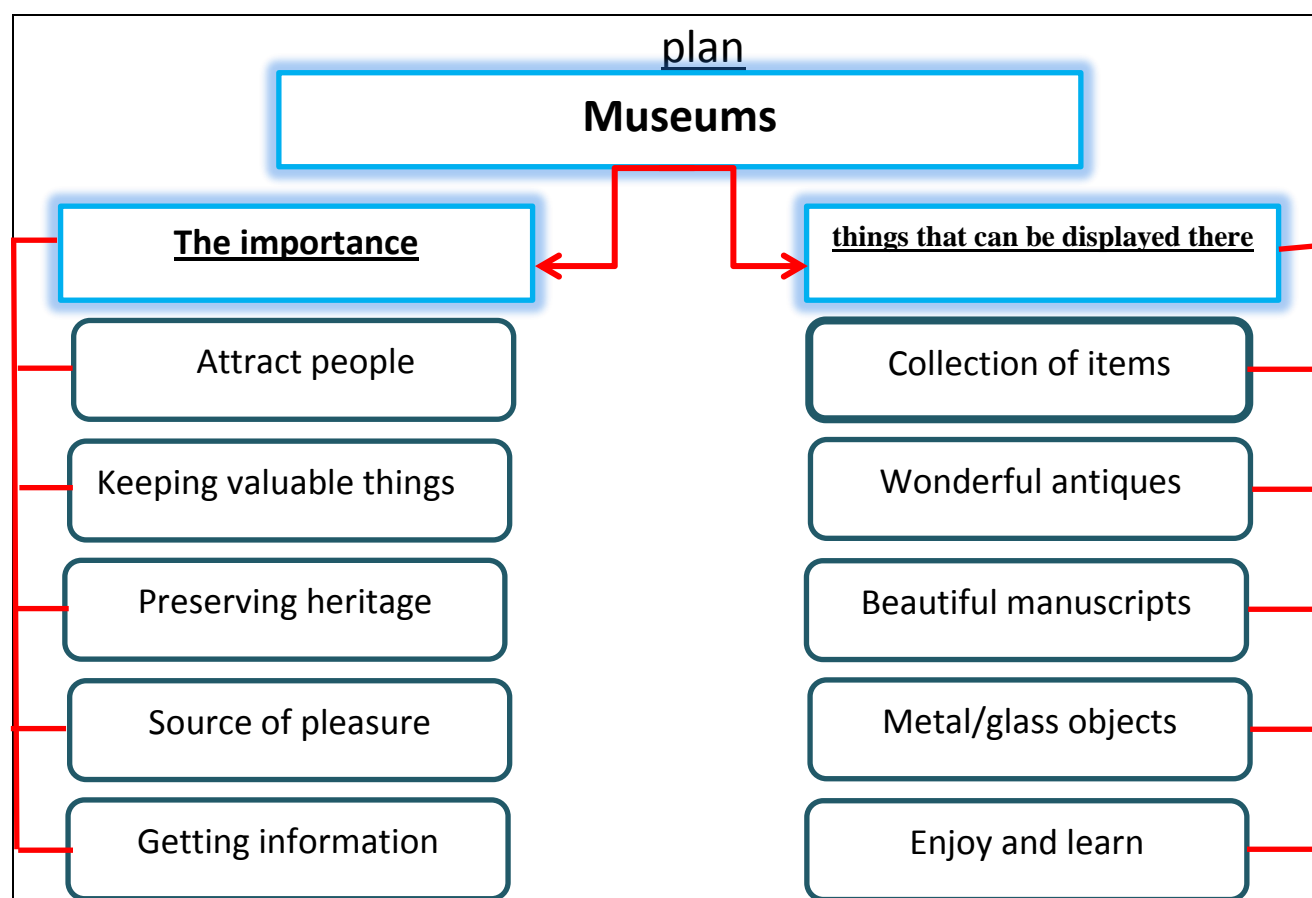 plan
Museums
The importance
things that can be displayed there
Attract people
Collection of items
Keeping valuable things
Wonderful antiques
Preserving heritage
Beautiful manuscripts
Source of pleasure
Metal/glass objects
Getting information
Enjoy and learn